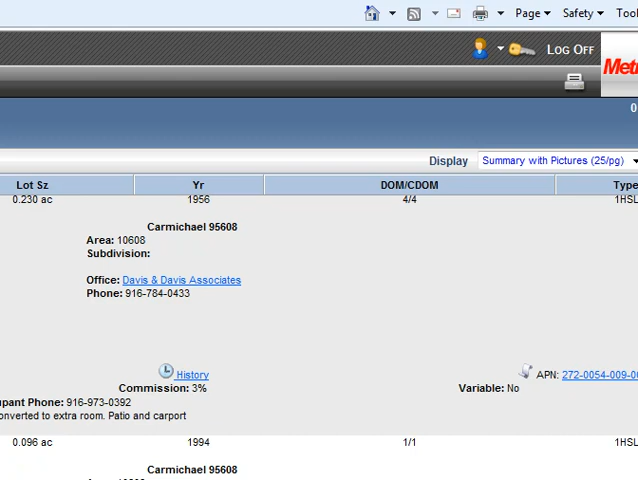 Page Safety Tool
Log Off Met
0
Display Summary with Pictures (25/pg)
Lot Sz Yr DOM/CDOM Type
0.230 ac 1956 4/4 1HSL
Carmichael 95608
Area: 10608
Subdivision:
Office: Davis & Davis Associates
Phone: 916-784-0433
History APN: 272-0054-009-0
Commission: 3% Variable: No
upant Phone: 916-973-0392
onverted to extra room. Patio and carport
0.096 ac 1994 1/1 1HSL
Carmichael 95608